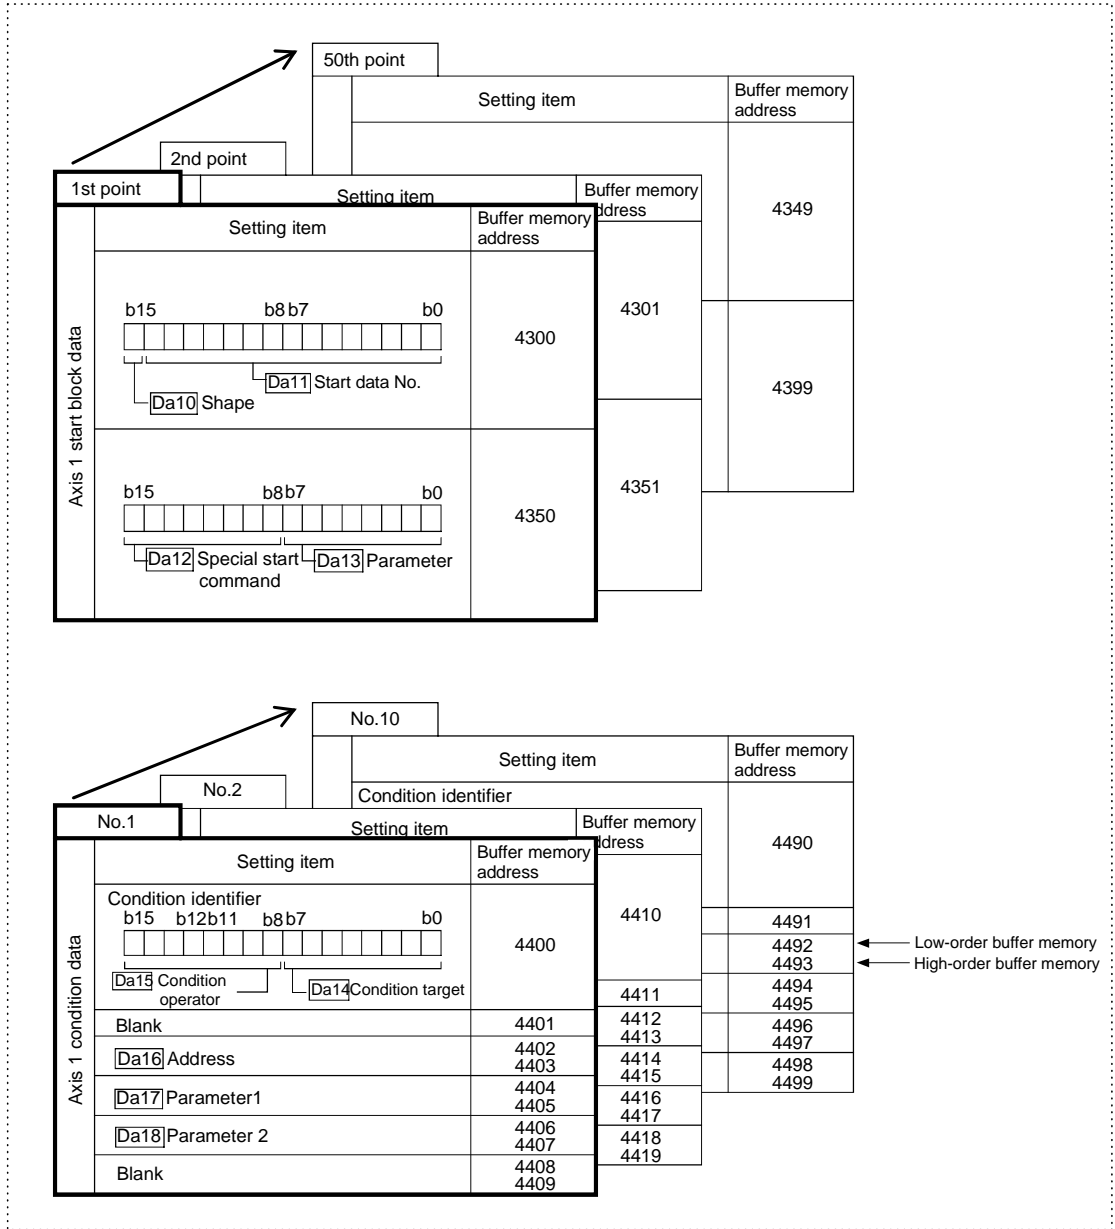 50th point
Setting item
Buffer memory
address
4349
4399
2nd point
Setting item
Buffer memory
address
4301
4351
1st point
Axis 1 start block data
Setting item
Buffer memory
address
b15 b8 b7 b0
Da11 Start data No.
Da10 Shape
4300
b15 b8 b7 b0
Da12 Special start
command
Da13 Parameter
4350
No.10
Setting item
Buffer memory
address
Condition identifier
4490
4491
4492
4493
4494
4495
4496
4497
4498
4499
Low-order buffer memory
High-order buffer memory
No.2
Setting item
Buffer memory
address
4410
4411
4412
4413
4414
4415
4416
4417
4418
4419
No.1
Axis 1 condition data
Setting item
Buffer memory
address
Condition identifier
b15 b12 b11 b8 b7 b0
Da15 Condition
operator
Da14 Condition target
4400
Blank 4401
Da16 Address 4402
4403
Da17 Parameter1 4404
4405
Da18 Parameter 2 4406
4407
Blank 4408
4409